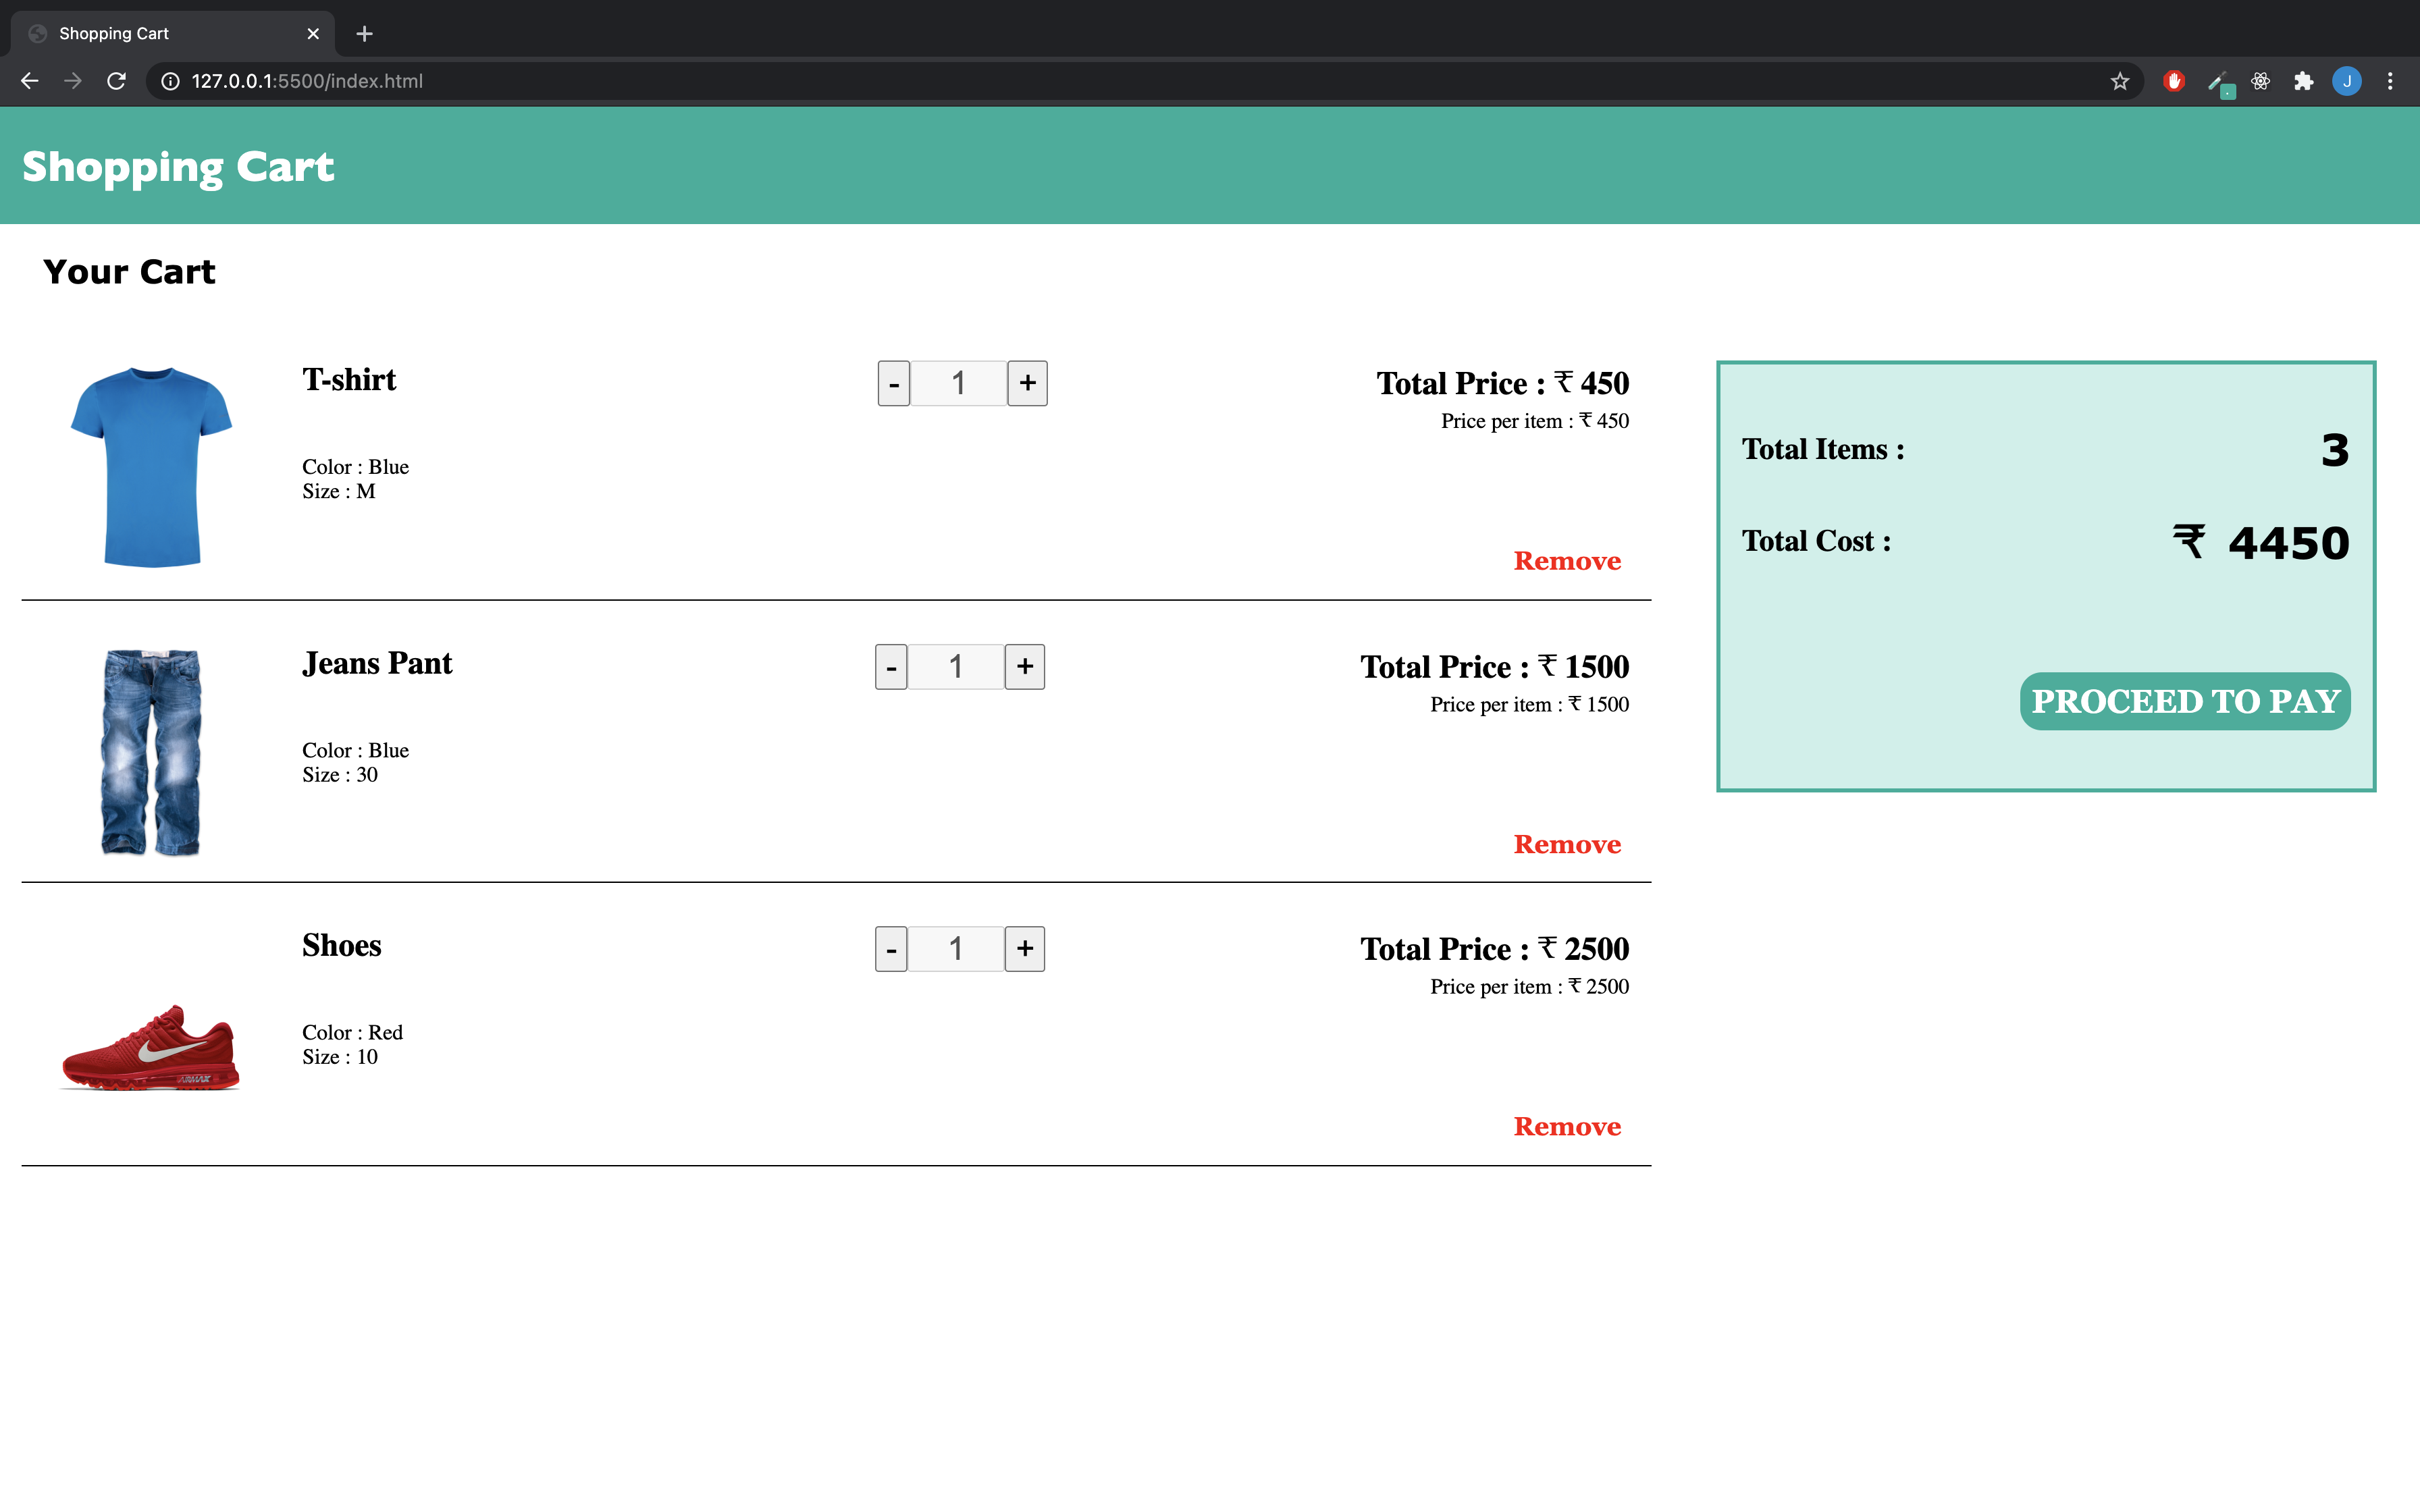 Shopping Cart
127.0.0.1:5500/index.html
J
Shopping Cart
Your Cart
T-shirt
- 1 +
Total Price : ₹ 450
Price per item : ₹ 450
Color : Blue
Size : M
Remove
Jeans Pant
- 1 +
Total Price : ₹ 1500
Price per item : ₹ 1500
Color : Blue
Size : 30
Remove
Shoes
- 1 +
Total Price : ₹ 2500
Price per item : ₹ 2500
Color : Red
Size : 10
Remove
Total Items : 3
Total Cost : ₹ 4450
PROCEED TO PAY